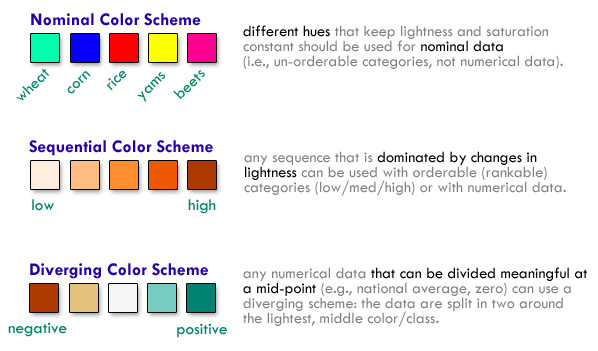 Nominal Color Scheme
wheat
corn
rice
yams
beets
different hues that keep lightness and saturation
constant should be used for nominal data
(i.e., un-orderable categories, not numerical data).
Sequential Color Scheme
low
high
any sequence that is dominated by changes in
lightness can be used with orderable (rankable)
categories (low/med/high) or with numerical data.
Diverging Color Scheme
negative
positive
any numerical data that can be divided meaningful at
a mid-point (e.g., national average, zero) can use a
diverging scheme: the data are split in two around
the lightest, middle color/class.